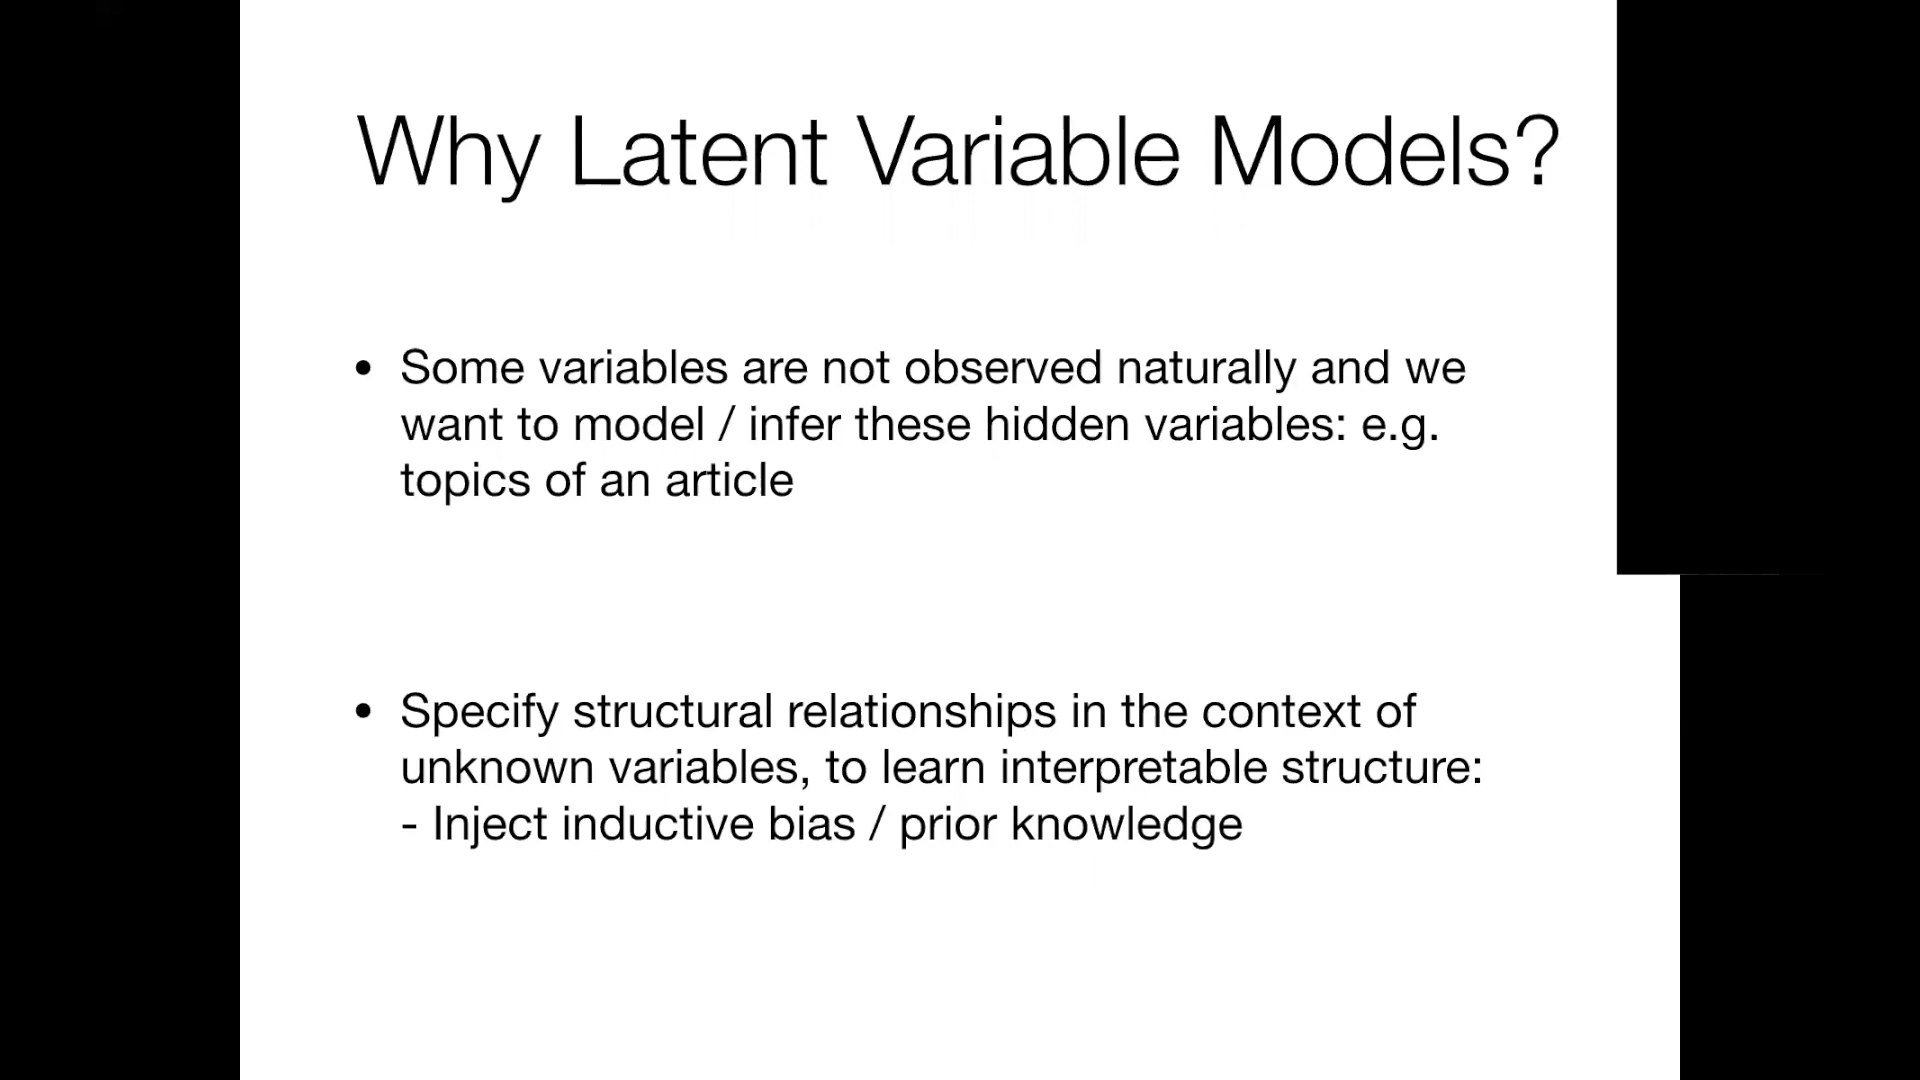 Why Latent Variable Models?
• Some variables are not observed naturally and we
want to model / infer these hidden variables: e.g.
topics of an article
• Specify structural relationships in the context of
unknown variables, to learn interpretable structure:
- Inject inductive bias / prior knowledge